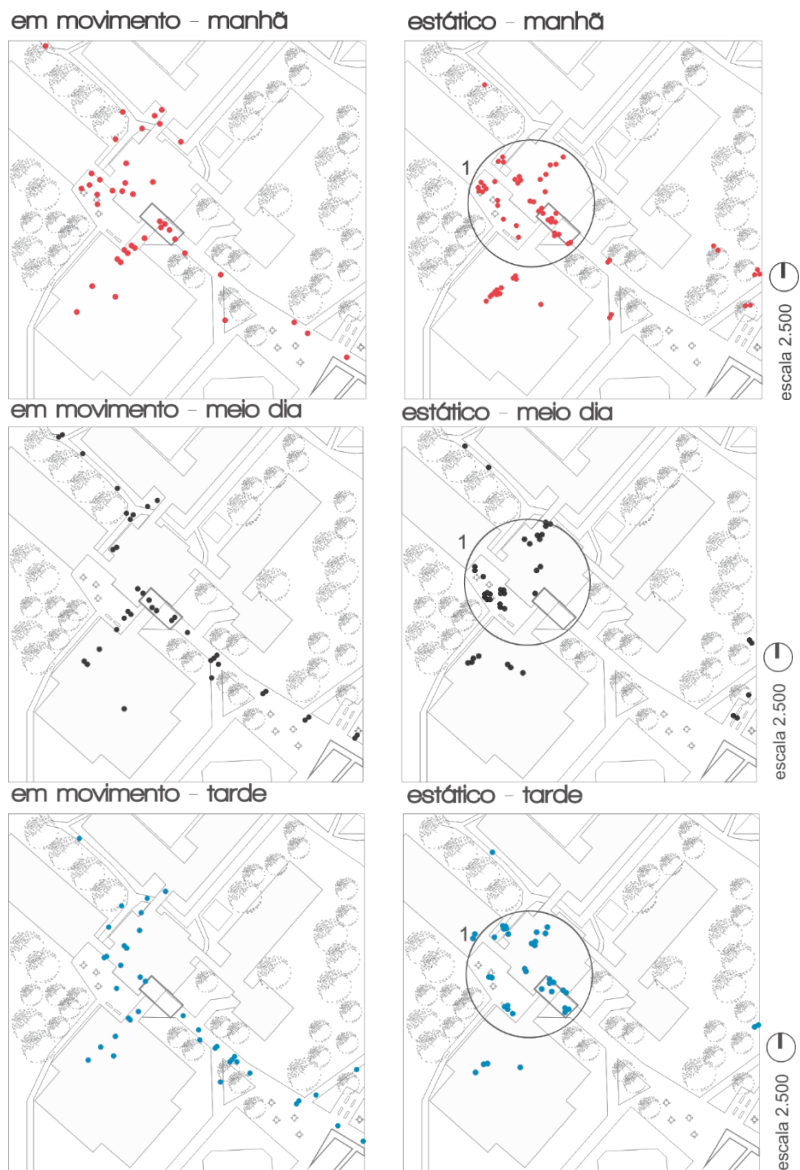 em movimento - manhã
estático - manhã
1
escala 2.500
em movimento - meio dia
estático - meio dia
1
escala 2.500
em movimento - tarde
estático - tarde
1
escala 2.500